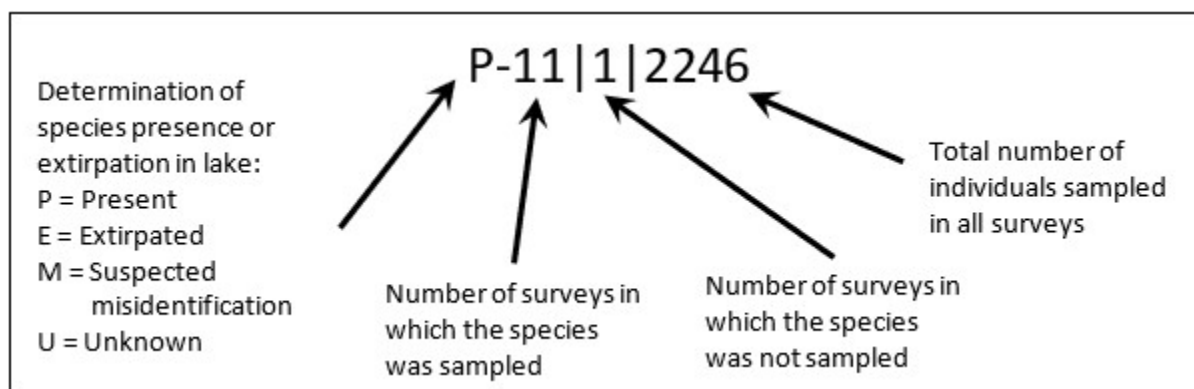 P-11|1|2246
Determination of
species presence or
extirpation in lake:
P = Present
E = Extirpated
M = Suspected
misidentification
U = Unknown
Number of surveys in
which the species
was sampled
Number of surveys in
which the species
was not sampled
Total number of
individuals sampled
in all surveys